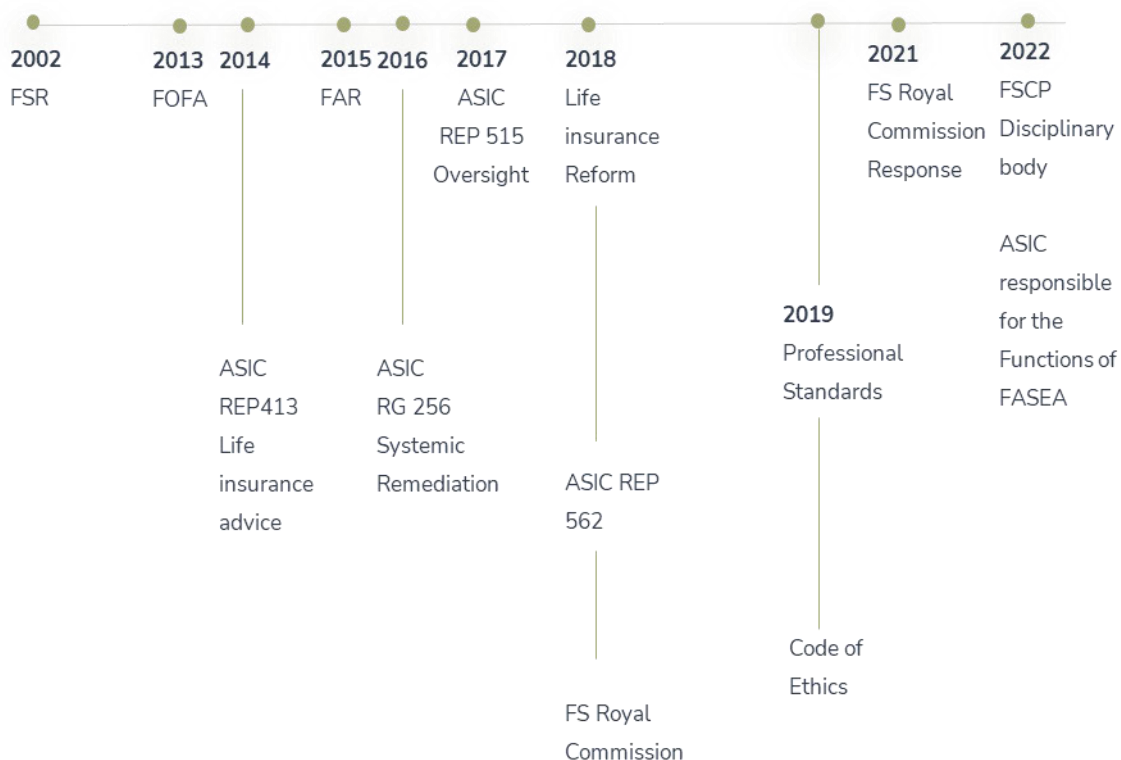 2002
FSR
2013
FOFA
2014
ASIC
REP413
Life
insurance
advice
2015
FAR
2016
ASIC
RG 256
Systemic
Remediation
2017
ASIC
REP 515
Oversight
2018
Life
insurance
Reform
ASIC REP
562
FS Royal
Commission
2019
Professional
Standards
Code of
Ethics
2021
FS Royal
Commission
Response
2022
FSCP
Disciplinary
body
ASIC
responsible
for the
Functions of
FASEA